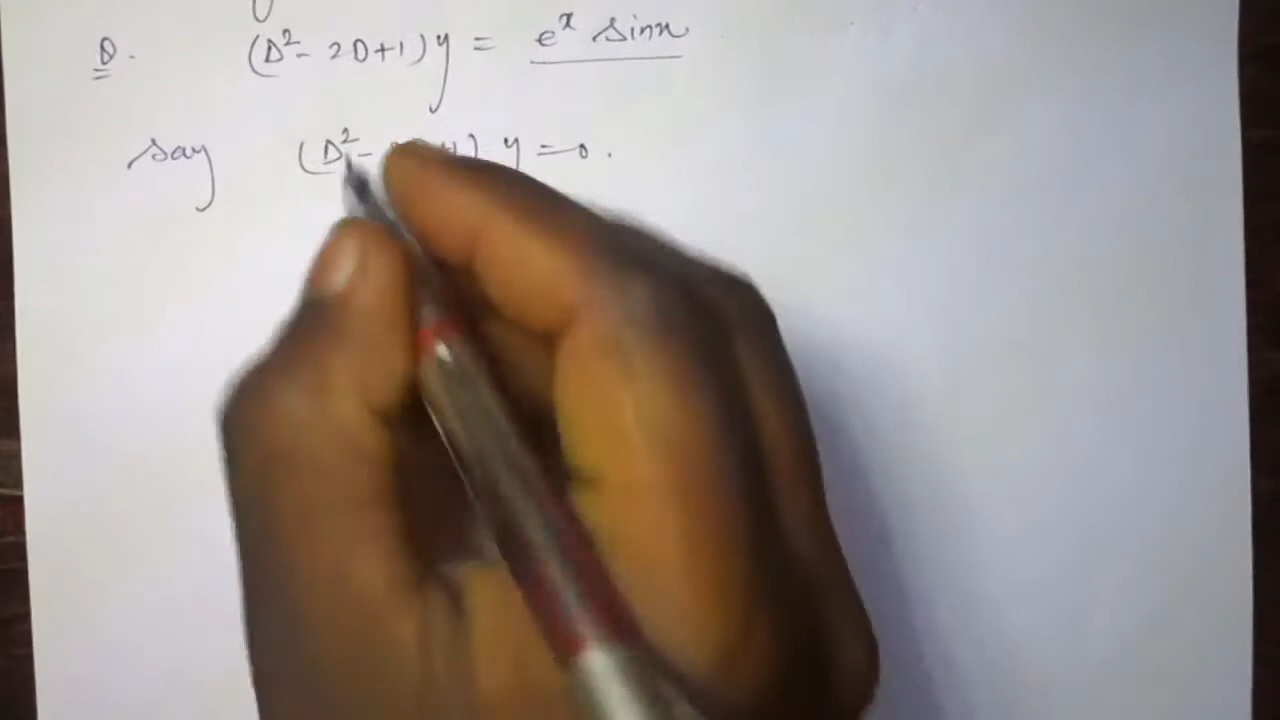 Q. (D² - 2D+1) y = eˣ sinx
say (D² - y = 0.